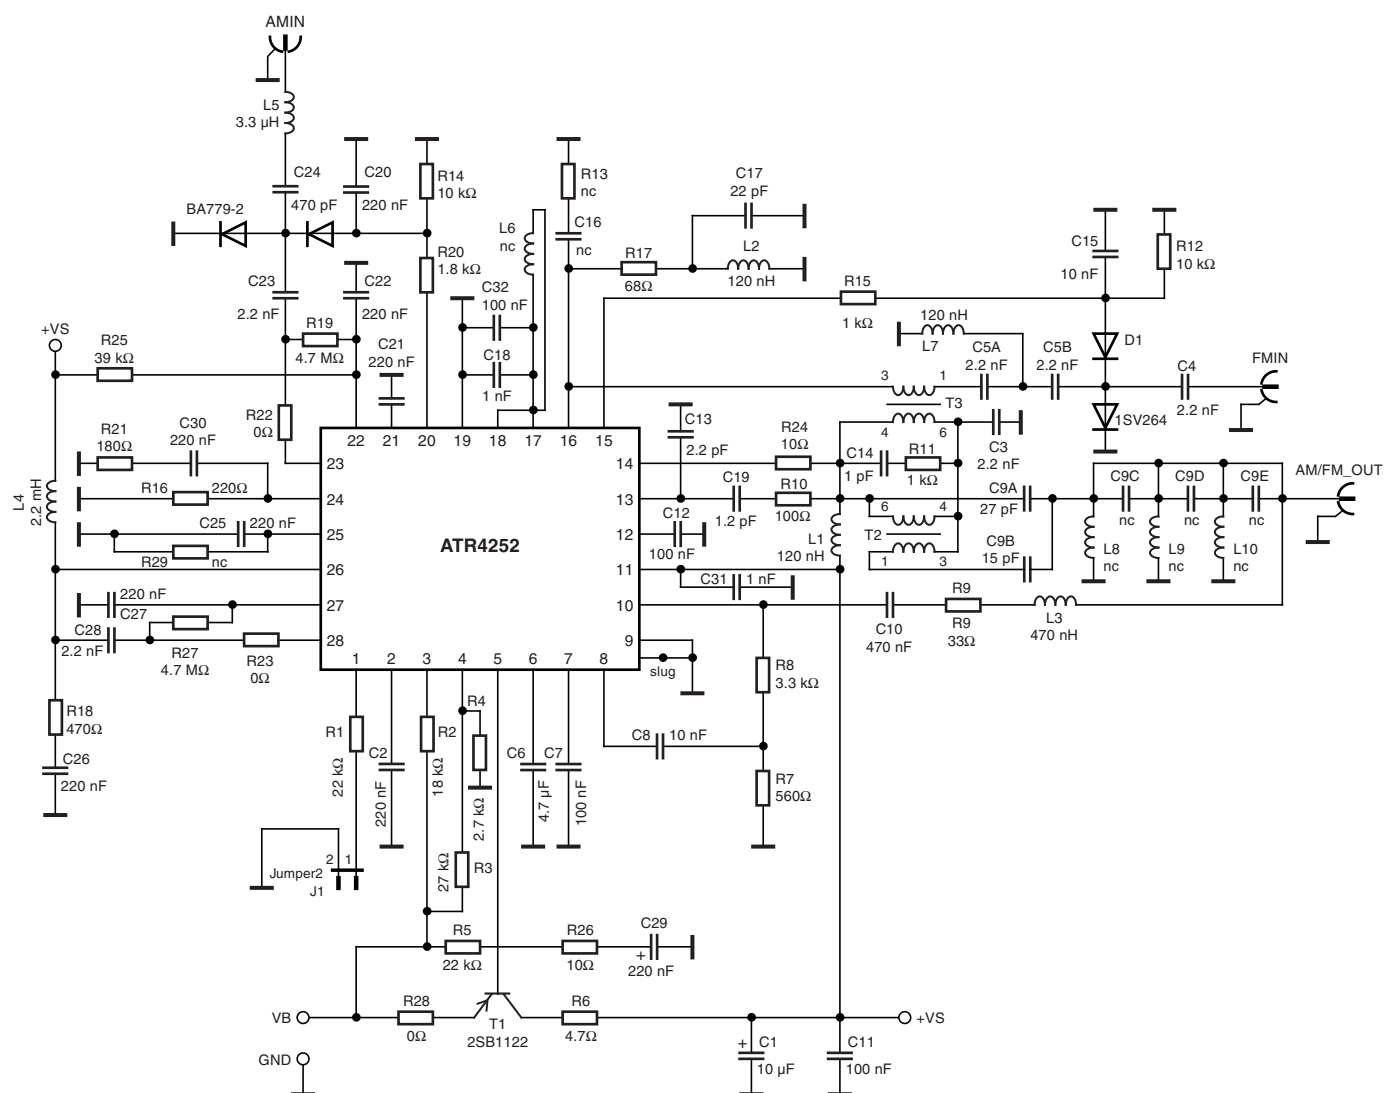 AMIN
L5
3.3 µH
C24
470 pF
C20
220 nF
R14
10 kΩ
R13
nc
C17
22 pF
BA779-2
L6
nc
C16
nc
R20
1.8 kΩ
R17
68Ω
L2
120 nH
C15
10 nF
R12
10 kΩ
C23
2.2 nF
C22
220 nF
C32
100 nF
R15
1 kΩ
+VS
R25
39 kΩ
R19
4.7 MΩ
C21
220 nF
C18
1 nF
120 nH
L7
C5A
2.2 nF
C5B
2.2 nF
D1
C4
2.2 nF
FMIN
3 1
T3
4 6
1SV264
R22
0Ω
C30
220 nF
R21
180Ω
C13
2.2 pF
R24
10Ω
C14
1 pF
R11
1 kΩ
C3
2.2 nF
22 21 20 19 18 17 16 15
23
14
L4
2.2 mH
R16
220Ω
24
13
C19
1.2 pF
R10
100Ω
C9A
27 pF
C9C
nc
C9D
nc
C9E
nc
AM/FM_OUT
C25
220 nF
25
ATR4252
12
C12
100 nF
6 4
T2
1 3
L1
120 nH
C9B
15 pF
L8
nc
L9
nc
L10
nc
R29
nc
26
11
C31
1 nF
220 nF
C27
27
10
C10
470 nF
R9
R9
33Ω
L3
470 nH
C28
2.2 nF
R27
4.7 MΩ
R23
0Ω
28
9
slug
1 2 3 4 5 6 7 8
R8
3.3 kΩ
R18
470Ω
C26
220 nF
R1
22 kΩ
C2
220 nF
R2
18 kΩ
R4
2.7 kΩ
C6
4.7 µF
C7
100 nF
C8
10 nF
R7
560Ω
2 1
Jumper2
J1
27 kΩ
R3
R5
22 kΩ
R26
10Ω
C29
+
220 nF
VB
R28
0Ω
T1
2SB1122
R6
4.7Ω
+VS
GND
+
C1
10 µF
C11
100 nF